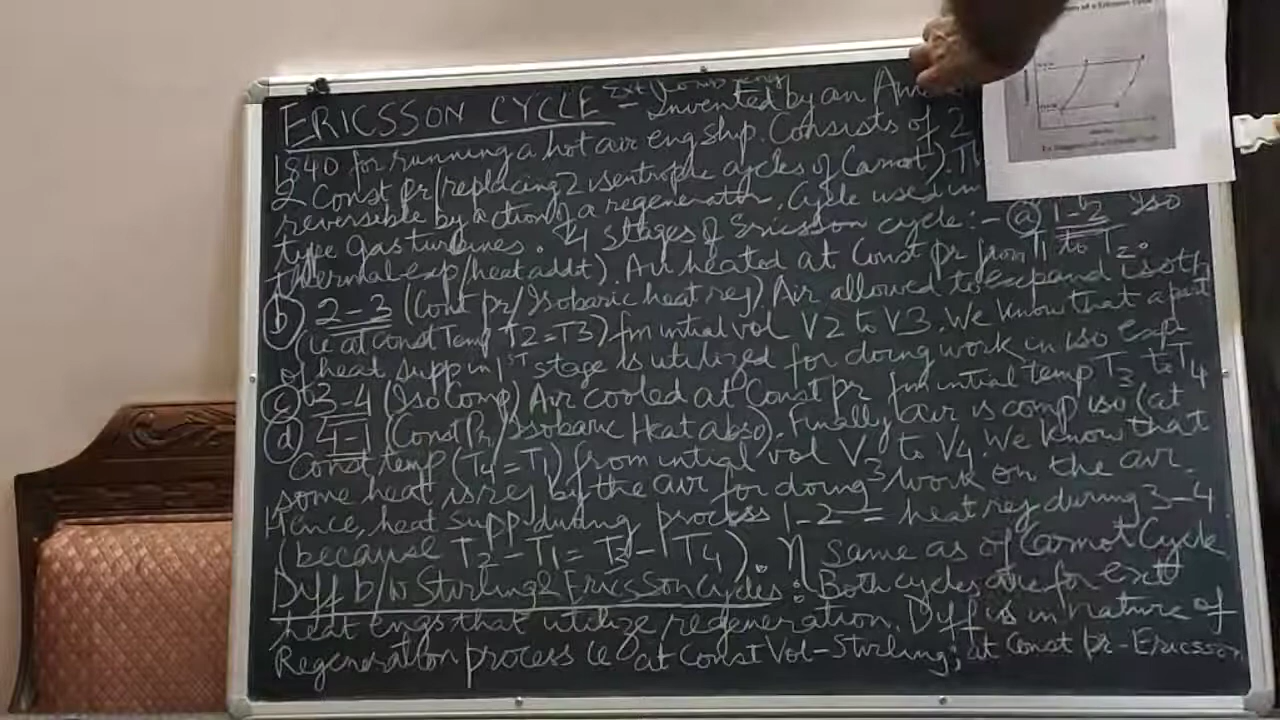 ERICSSON CYCLE - Invented by an Am
1840 for running a hot air eng ship. Consists of 2
2 Const pr (replacing 2 isentropic cycles of Carnot). Th
reversible by action of a regenerator. Cycle used in
type gas turbines. 4 stages of Ericsson cycle:- (a) 1-2 Iso
thermal exp (heat addt). Air heated at Const pr from T1 to T2.
(b) 2-3 (Const pr/Isobaric heat rej). Air allowed to expand isoth
(ie at const Temp T2=T3) fm intial vol V2 to V3. We know that a part
of heat supp in 1ST stage is utilized for doing work in iso exp
(c) 3-4 (Iso Comp) Air cooled at Const pr fm intial temp T3 to T4
(d) 4-1 (Const Pr/Isobaric Heat abso). Finally (air is comp iso (at
const temp (T4=T1) from intial vol V3 to V4. We know that
some heat is rej by the air for doing work on the air.
Hence, heat supp during process 1-2 = heat rej during 3-4
(because T2-T1 = T3-T4). η same as of Carnot Cycle
Diff b/w Storling & Ericsson Cycles: Both cycles are for ext
heat engs that utilize regeneration. Diff is in nature of
Regeneration process ie at Const Vol-Storling; at Const pr-Ericsson